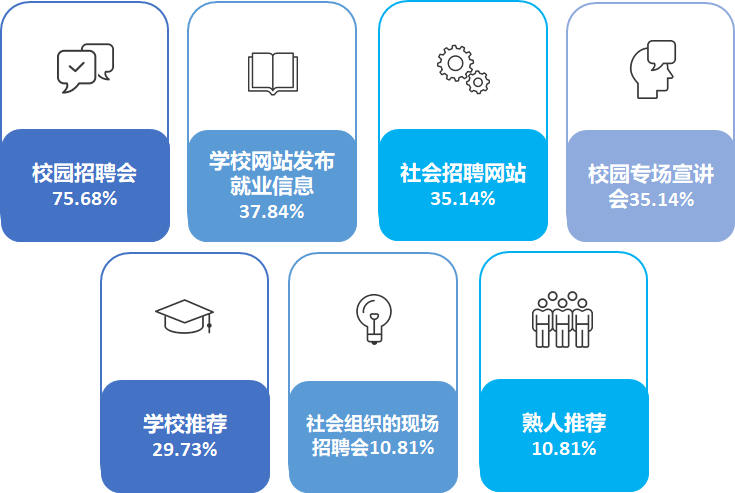 校园招聘会
75.68%
学校网站发布
就业信息
37.84%
社会招聘网站
35.14%
校园专场宣讲
会35.14%
学校推荐
29.73%
社会组织的现场
招聘会10.81%
熟人推荐
10.81%